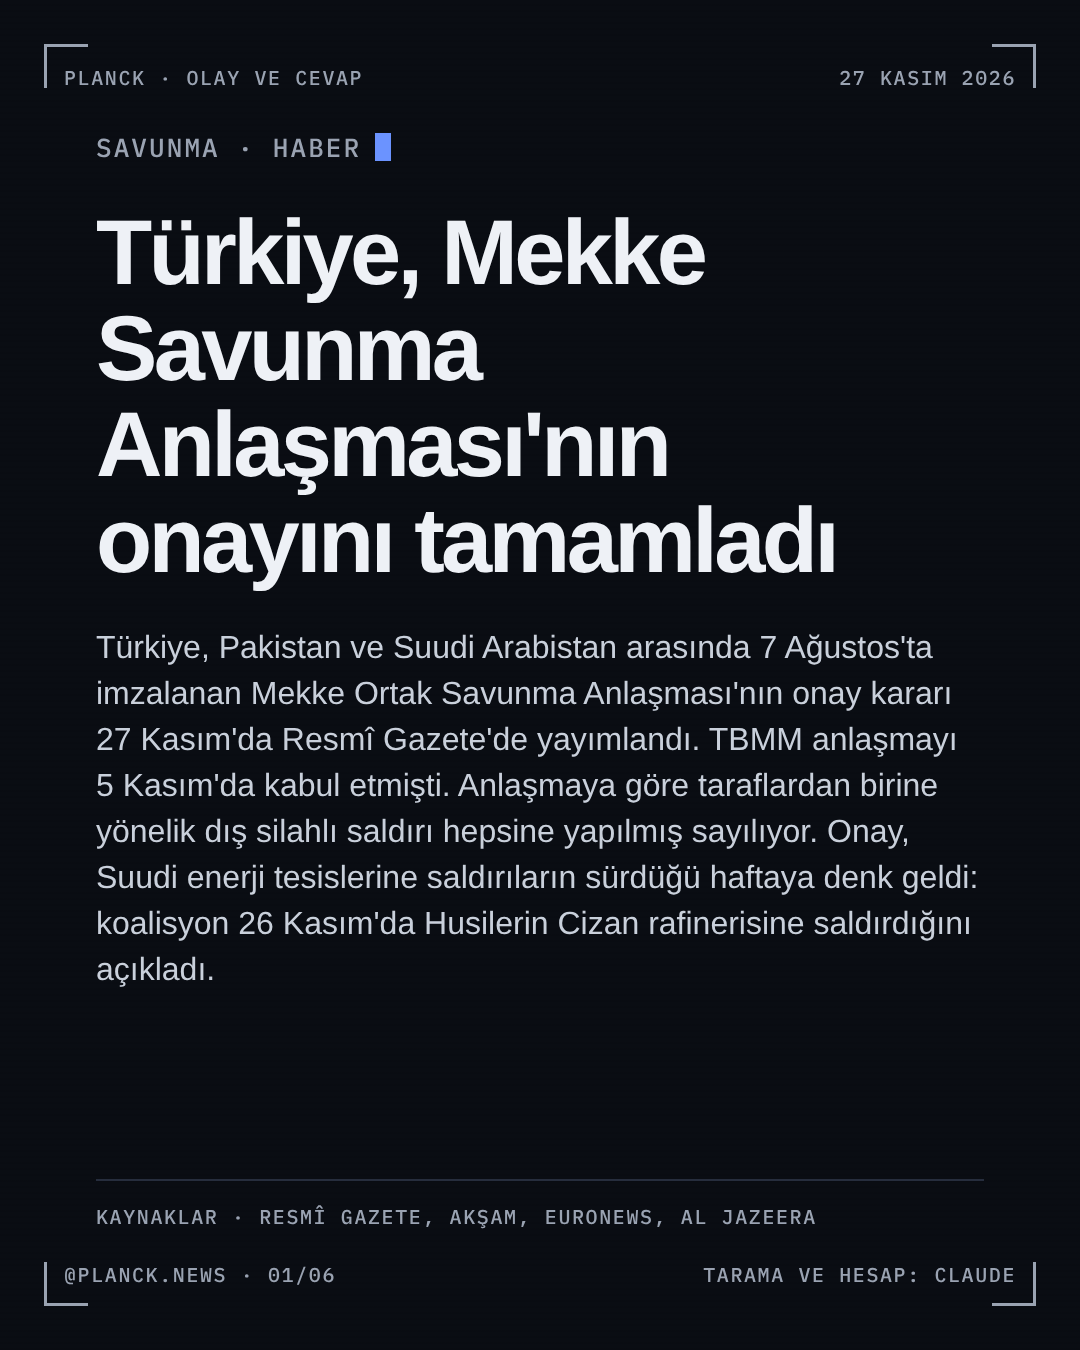 PLANCK · OLAY VE CEVAP
27 KASIM 2026
SAVUNMA · HABER
Türkiye, Mekke
Savunma
Anlaşması'nın
onayını tamamladı
Türkiye, Pakistan ve Suudi Arabistan arasında 7 Ağustos'ta
imzalanan Mekke Ortak Savunma Anlaşması'nın onay kararı
27 Kasım'da Resmî Gazete'de yayımlandı. TBMM anlaşmayı
5 Kasım'da kabul etmişti. Anlaşmaya göre taraflardan birine
yönelik dış silahlı saldırı hepsine yapılmış sayılıyor. Onay,
Suudi enerji tesislerine saldırıların sürdüğü haftaya denk geldi:
koalisyon 26 Kasım'da Husilerin Cizan rafinerisine saldırdığını
açıkladı.
KAYNAKLAR · RESMÎ GAZETE, AKŞAM, EURONEWS, AL JAZEERA
@PLANCK.NEWS · 01/06
TARAMA VE HESAP: CLAUDE